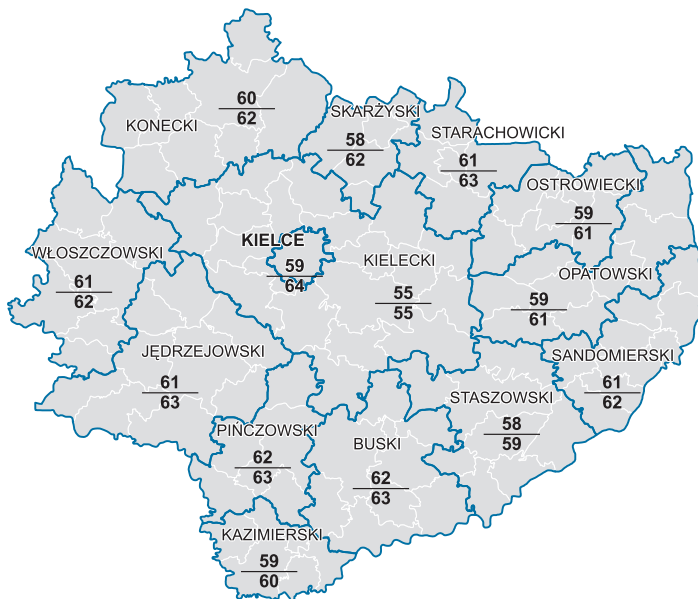 60
62
KONECKI
SKARŻYSKI
58
62
STARACHOWICKI
61
63
OSTROWIECKI
59
61
WŁOSZCZOWSKI
61
62
KIELCE
59
64
KIELECKI
55
55
OPATOWSKI
59
61
JĘDRZEJOWSKI
61
63
SANDOMIERSKI
61
62
STASZOWSKI
58
59
PIŃCZOWSKI
62
63
BUSKI
62
63
KAZIMIERSKI
59
60